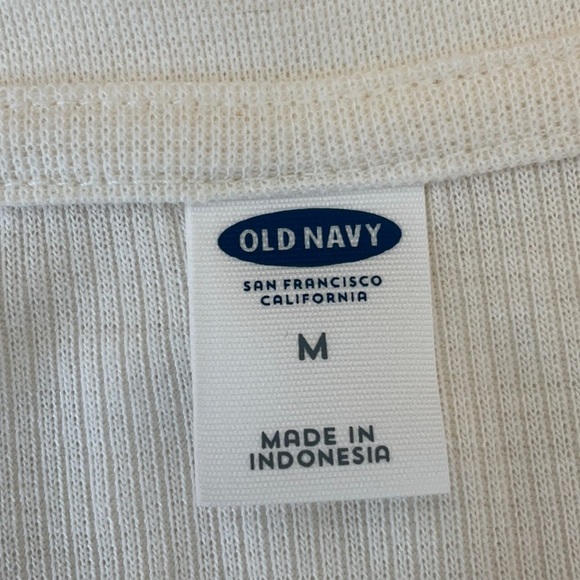 OLD NAVY
SAN FRANCISCO
CALIFORNIA
M
MADE IN
INDONESIA